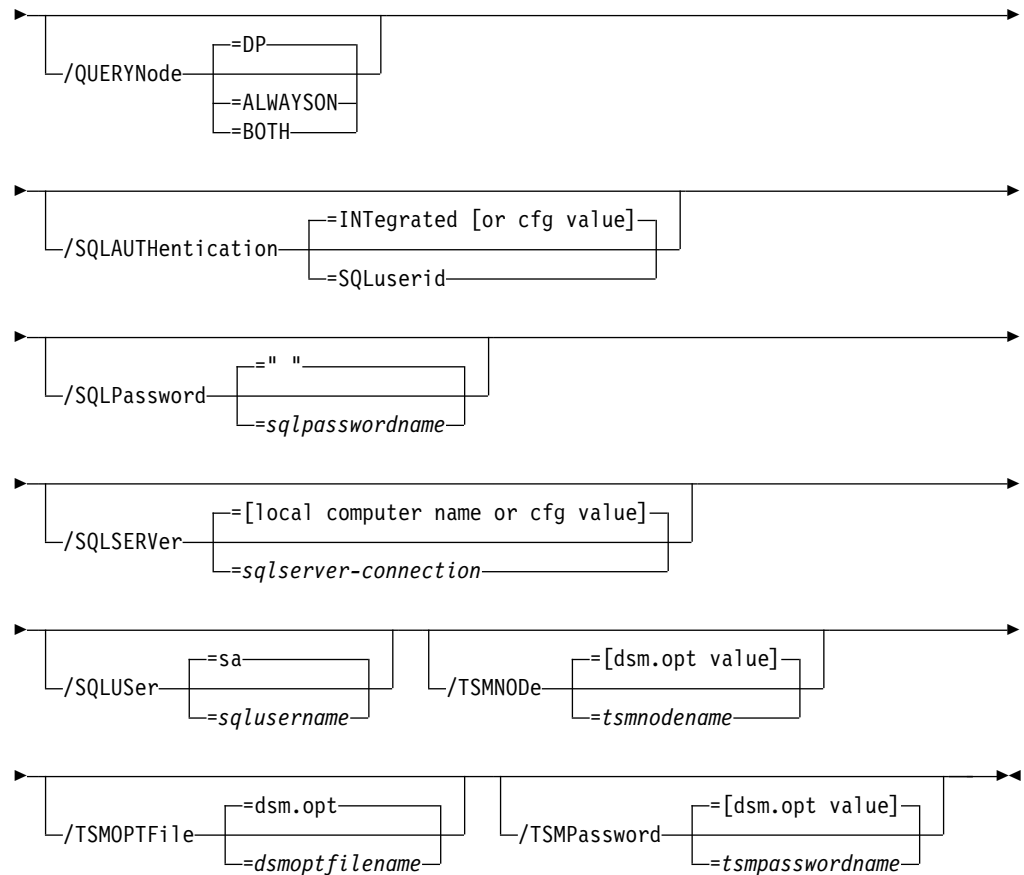 =DP
/QUERYNode
=ALWAYSON
=BOTH
=INTegrated [or cfg value]
/SQLAUTHentication
=SQLuserid
=" "
/SQLPassword
=sqlpasswordname
=[local computer name or cfg value]
/SQLSERVer
=sqlserver-connection
=sa
/SQLUSer
=sqlusername
=[dsm.opt value]
/TSMNODe
=tsmnodename
=dsm.opt
/TSMOPTFile
=dsmoptfilename
=[dsm.opt value]
/TSMPassword
=tsmpasswordname